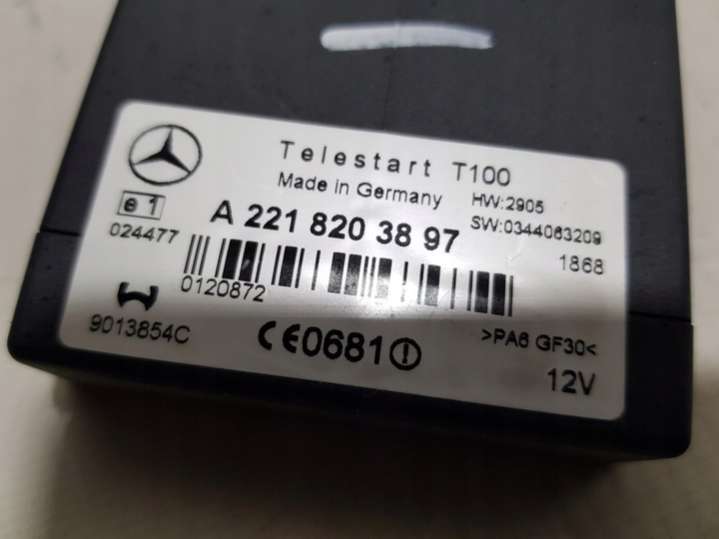 Telestart T100
Made in Germany
HW:2905
e 1
A 221 820 38 97
SW:0344063209
024477
1868
0120872
9013854C
CE0681
>PA6 GF30<
12V